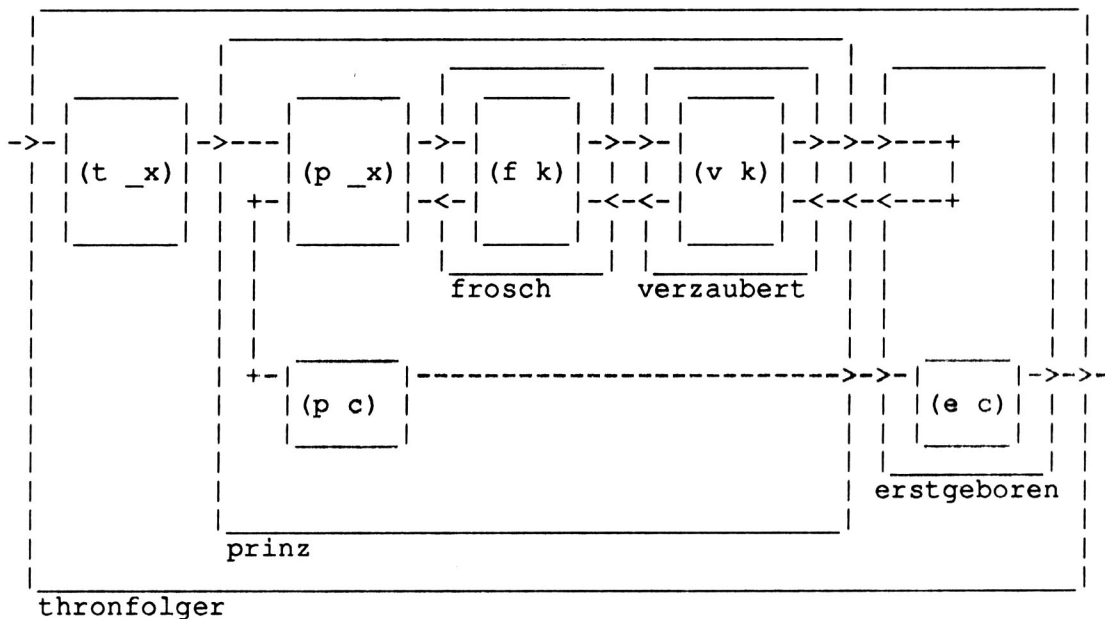 (t _x) (p _x) (f k) (v k)
frosch verzaubert
(p c) (e c)
erstgeboren
prinz
thronfolger